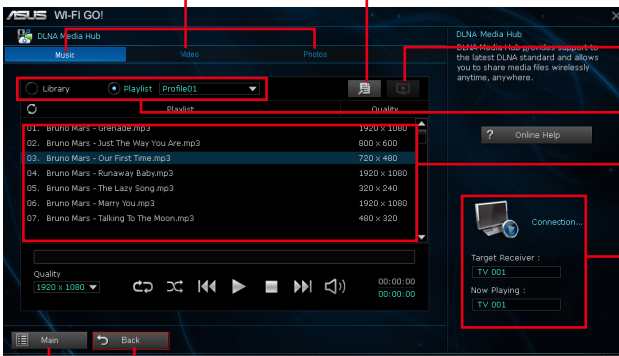 ASUS WI-FI GO!
DLNA Media Hub
Music Video Photos
Library Playlist Profile01
Playlist Quality
01. Bruno Mars - Grenade.mp3 1920 x 1080
02. Bruno Mars - Just The Way You Are.mp3 800 x 600
03. Bruno Mars - Our First Time.mp3 720 x 480
04. Bruno Mars - Runaway Baby.mp3 1920 x 1080
05. Bruno Mars - The Lazy Song.mp3 320 x 240
06. Bruno Mars - Marry You.mp3 1920 x 1080
07. Bruno Mars - Talking To The Moon.mp3 480 x 320
Quality
1920 x 1080
00:00:00
00:00:00
Main Back
DLNA Media Hub
DLNA Media Hub provides support to
the latest DLNA standard and allows
you to share media files wirelessly
anytime, anywhere.
? Online Help
Connection...
Target Receiver :
TV 001
Now Playing :
TV 001